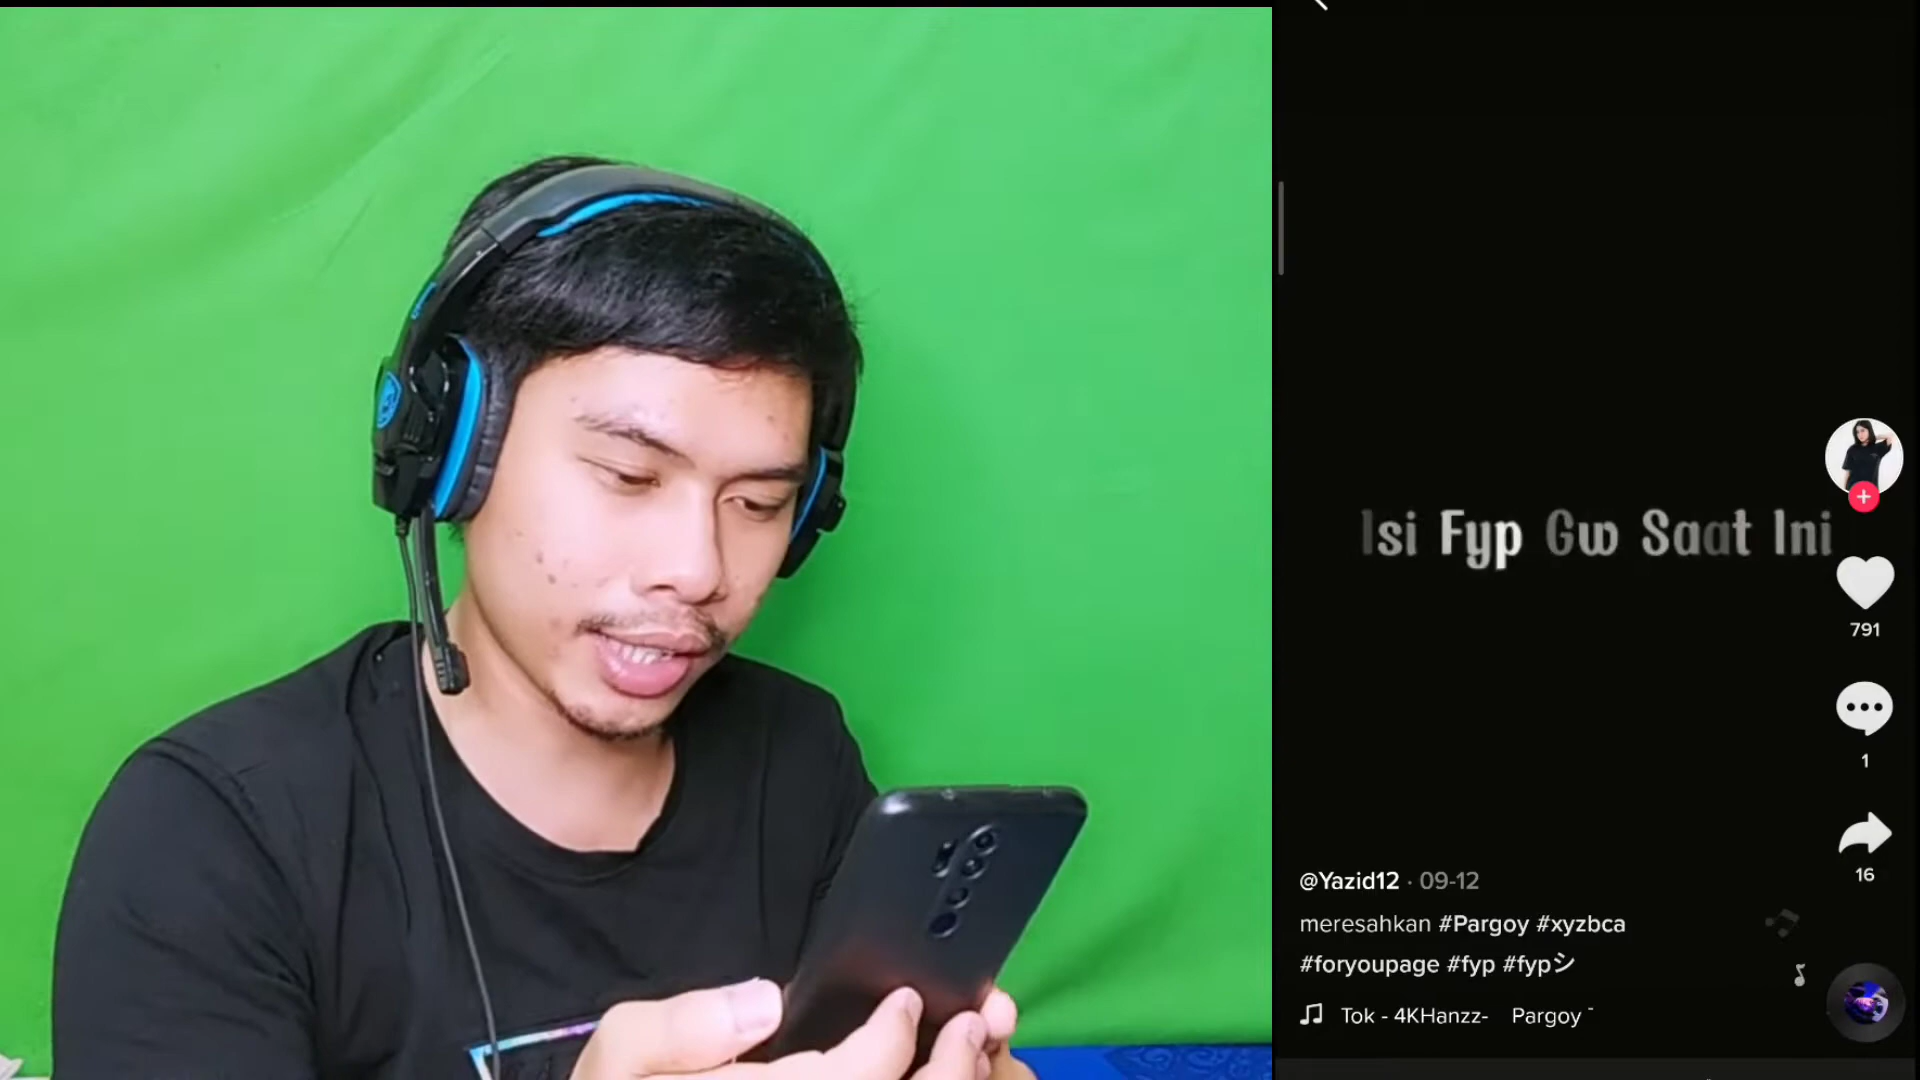 Isi Fyp Gw Saat Ini
791
1
16
@Yazid12 · 09-12
meresahkan #Pargoy #xyzbca
#foryoupage #fyp #fypシ
Tok - 4KHanzz- Pargoy -